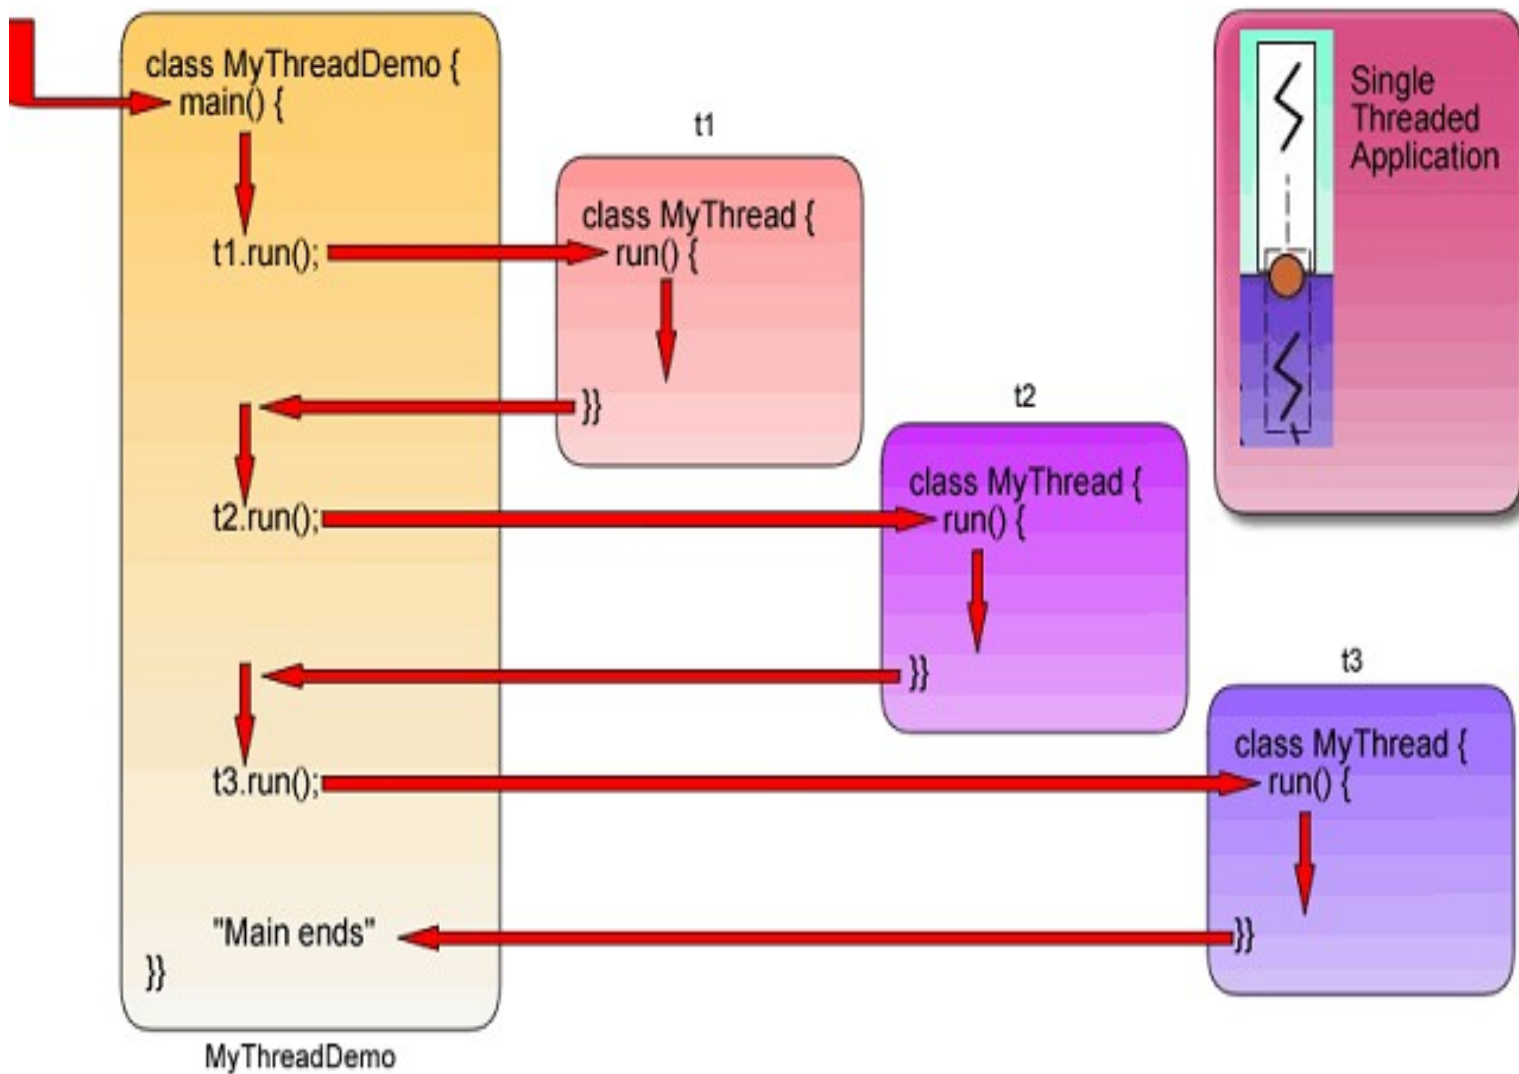 class MyThreadDemo {
main() {
t1.run();
t2.run();
t3.run();
"Main ends"
}}
MyThreadDemo
t1
class MyThread {
run() {
}}
t2
class MyThread {
run() {
}}
t3
class MyThread {
run() {
}}
Single
Threaded
Application